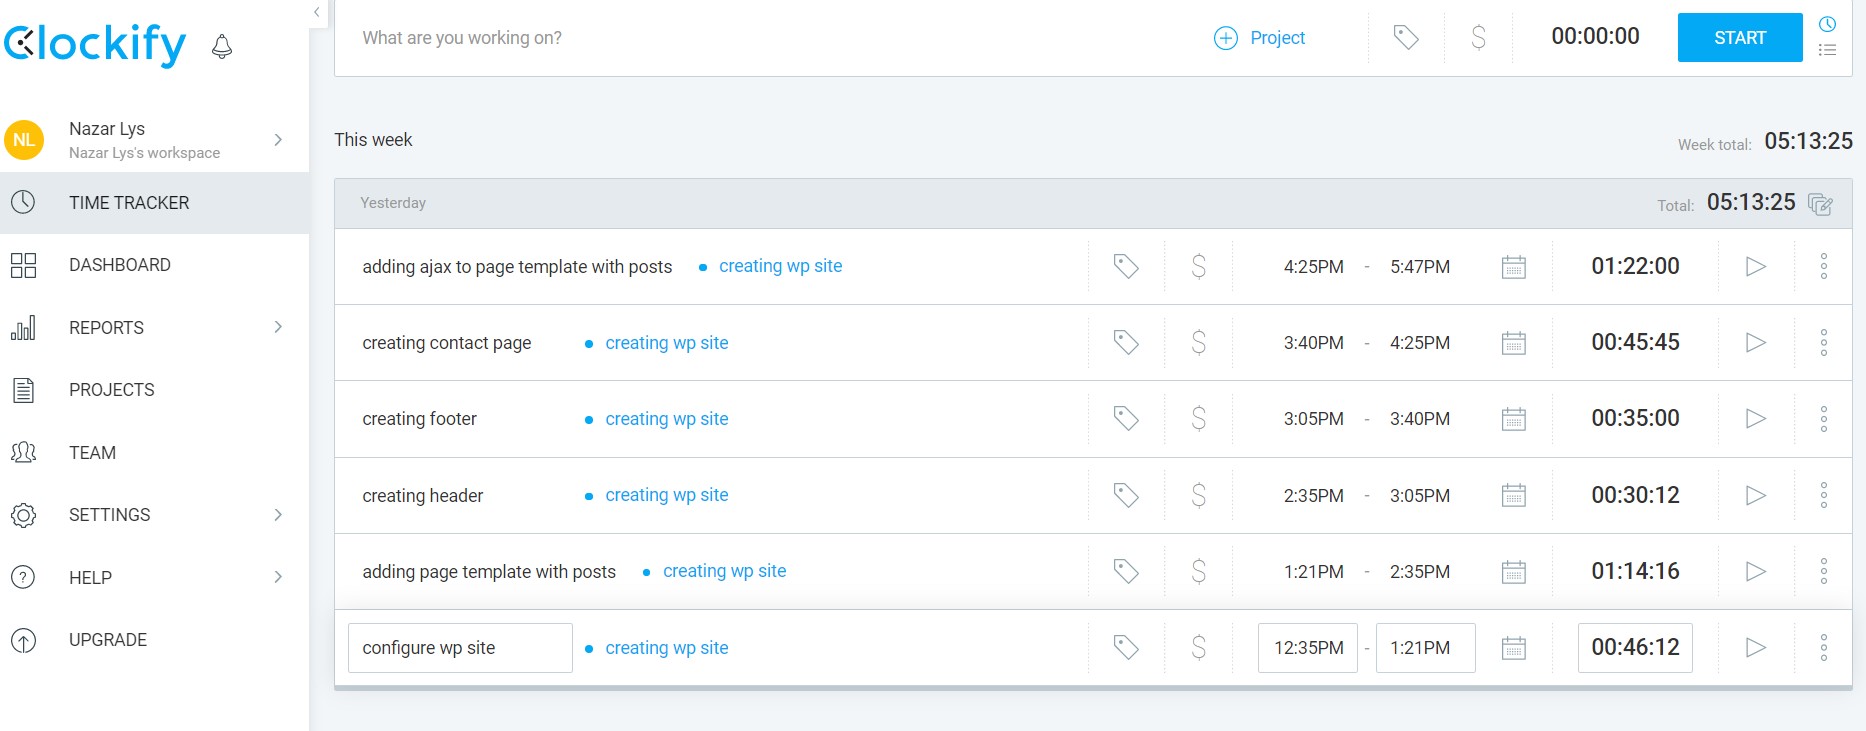 Clockify
What are you working on? Project $ 00:00:00 START
NL Nazar Lys
Nazar Lys's workspace
TIME TRACKER
DASHBOARD
REPORTS
PROJECTS
TEAM
SETTINGS
? HELP
UPGRADE
This week Week total: 05:13:25
Yesterday Total: 05:13:25
adding ajax to page template with posts creating wp site $ 4:25PM - 5:47PM 01:22:00
creating contact page creating wp site $ 3:40PM - 4:25PM 00:45:45
creating footer creating wp site $ 3:05PM - 3:40PM 00:35:00
creating header creating wp site $ 2:35PM - 3:05PM 00:30:12
adding page template with posts creating wp site $ 1:21PM - 2:35PM 01:14:16
configure wp site creating wp site $ 12:35PM - 1:21PM 00:46:12